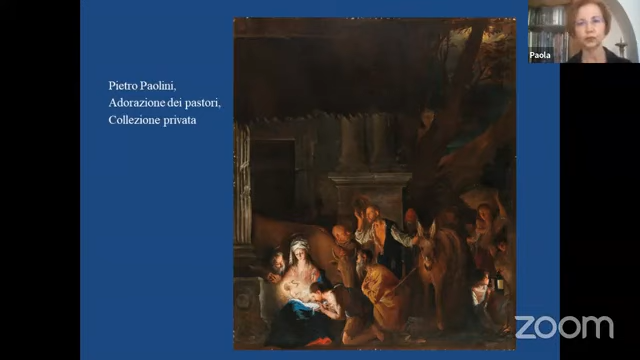 Pietro Paolini,
Adorazione dei pastori,
Collezione privata
Paola
zoom